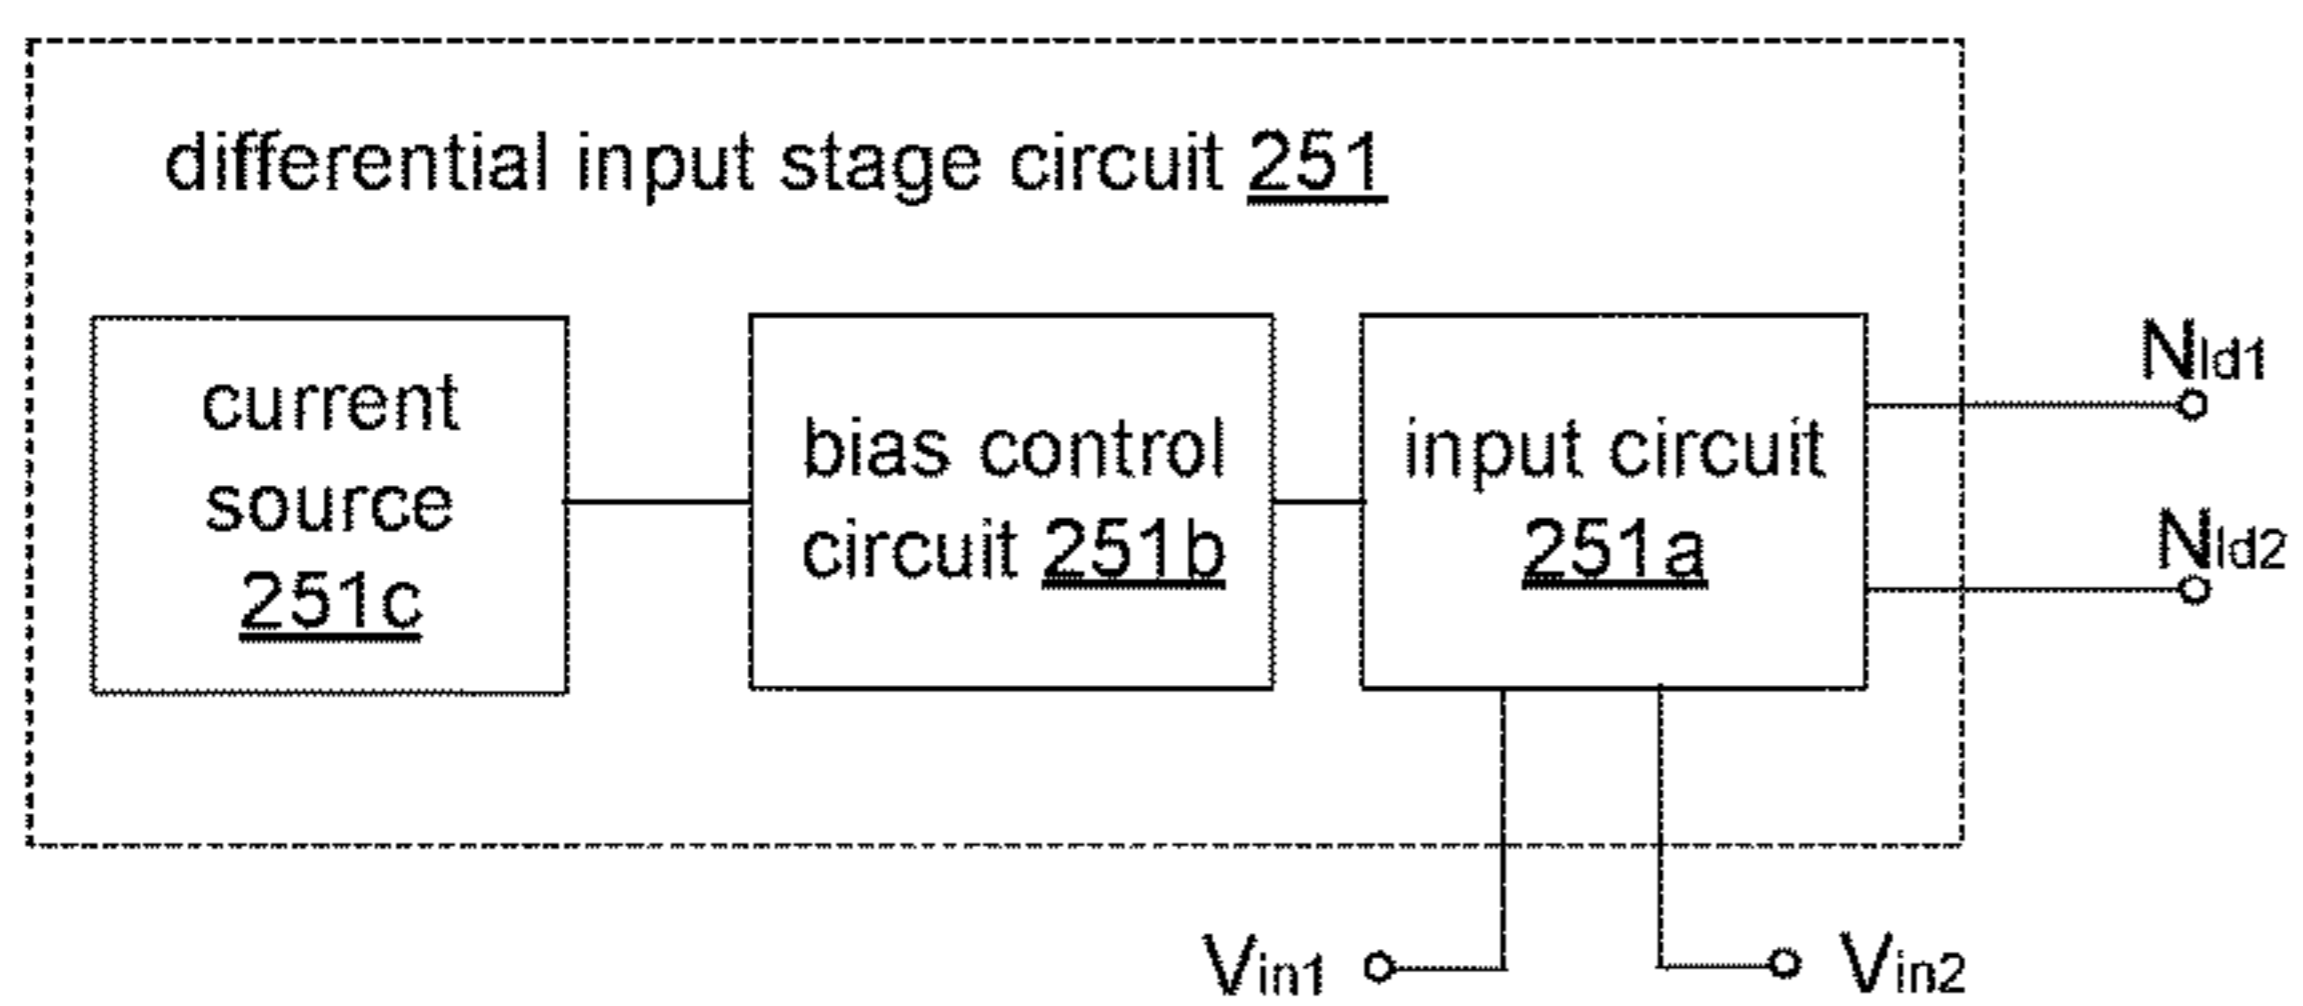 differential input stage circuit 251
current
source
251c
bias control
circuit 251b
input circuit
251a
Nld1
Nld2
Vin1
Vin2